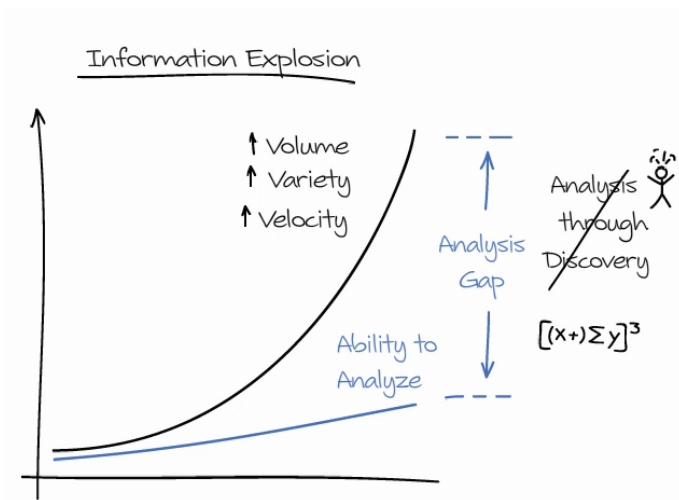 Information Explosion
↑ Volume
↑ Variety
↑ Velocity
Analysis
Gap
Analysis
through
Discovery
[(x+)Σy]³
Ability to
Analyze